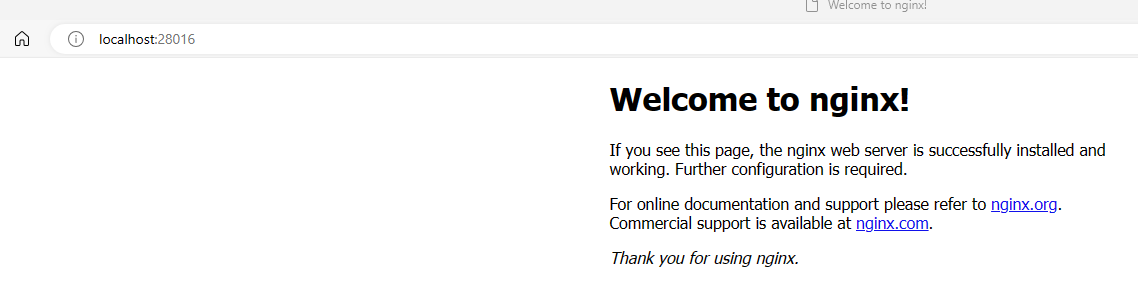 Welcome to nginx!
localhost:28016
Welcome to nginx!
If you see this page, the nginx web server is successfully installed and
working. Further configuration is required.
For online documentation and support please refer to nginx.org.
Commercial support is available at nginx.com.
Thank you for using nginx.